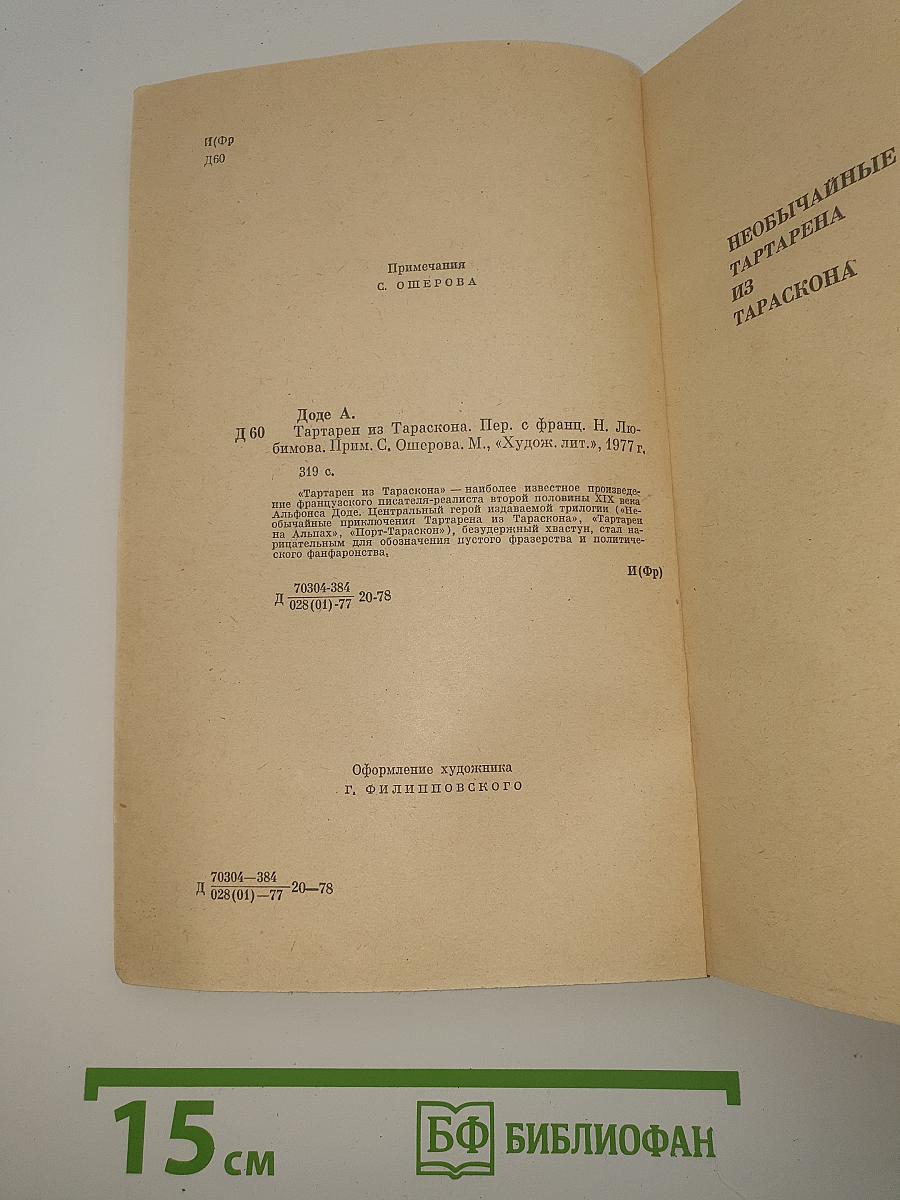 И(Фр
Д60
Примечания
С. ОШЕРОВА
Доде А.
Д 60 Тартарен из Тараскона. Пер. с франц. Н. Лю-
бимова. Прим. С. Ошерова. М., «Худож. лит.», 1977 г.
319 с.
«Тартарен из Тараскона» — наиболее известное произведе-
ние французского писателя-реалиста второй половины XIX века
Альфонса Доде. Центральный герой издаваемой трилогии («Не-
обычайные приключения Тартарена из Тараскона», «Тартарен
на Альпах», «Порт-Тараскон»), безудержный хвастун, стал на-
рицательным для обозначения пустого фразерства и политиче-
ского фанфаронства.
И(Фр)
Д 70304-384
028(01)-77 20-78
Оформление художника
Г. ФИЛИППОВСКОГО
Д 70304—384
028(01)—77 20—78
НЕОБЫЧАЙНЫЕ
ТАРТАРЕНА
ИЗ
ТАРАСКОНА
15 см
БФ БИБЛИОФАН